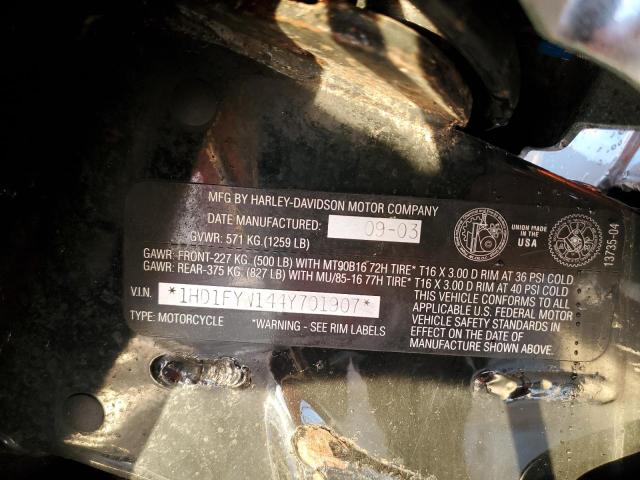 MFG BY HARLEY-DAVIDSON MOTOR COMPANY
DATE MANUFACTURED: 09-03
GVWR: 571 KG. (1259 LB)
GAWR: FRONT-227 KG. (500 LB) WITH MT90B16 72H TIRE* T16 X 3.00 D RIM AT 36 PSI COLD
GAWR: REAR-375 KG. (827 LB) WITH MU/85-16 77H TIRE* T16 X 3.00 D RIM AT 40 PSI COLD
V.I.N. *1HD1FYW144Y701907*
THIS VEHICLE CONFORMS TO ALL
APPLICABLE U.S. FEDERAL MOTOR
VEHICLE SAFETY STANDARDS IN
EFFECT ON THE DATE OF
MANUFACTURE SHOWN ABOVE.
TYPE: MOTORCYCLE *WARNING - SEE RIM LABELS
UNION MADE
IN THE
USA
13735-04